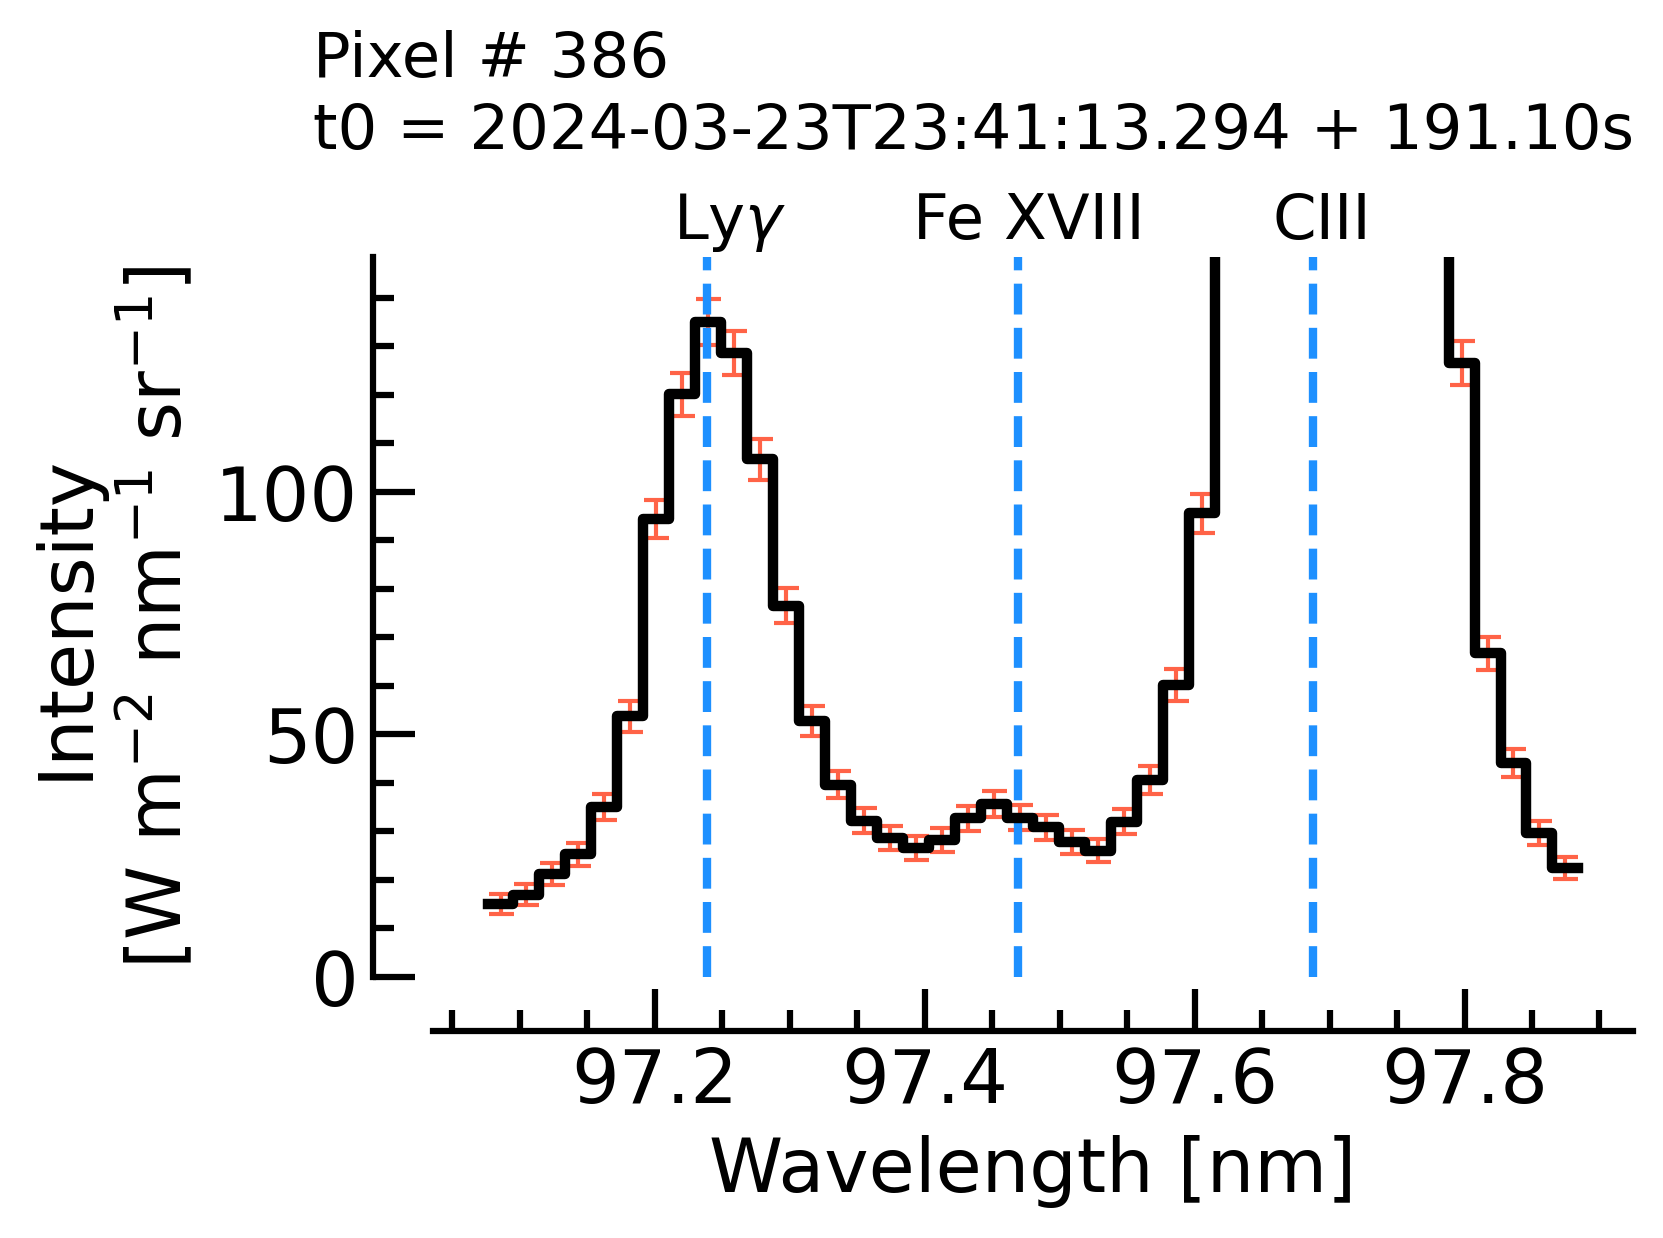 Pixel # 386
t0 = 2024-03-23T23:41:13.294 + 191.10s
Lyγ Fe XVIII CIII
Intensity
[W m⁻² nm⁻¹ sr⁻¹]
100
50
0
97.2 97.4 97.6 97.8
Wavelength [nm]